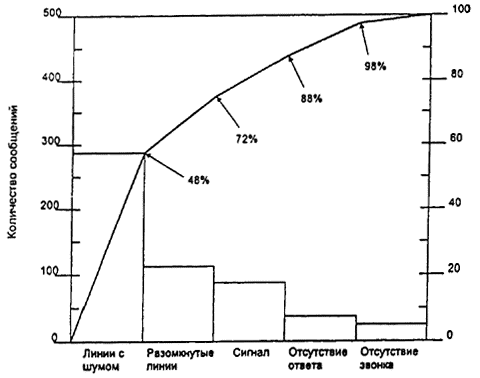 Количество сообщений
500
400
300
200
100
0
100
80
60
40
20
0
48%
72%
88%
98%
Линии с
шумом
Разомкнутые
линии
Сигнал
Отсутствие
ответа
Отсутствие
звонка